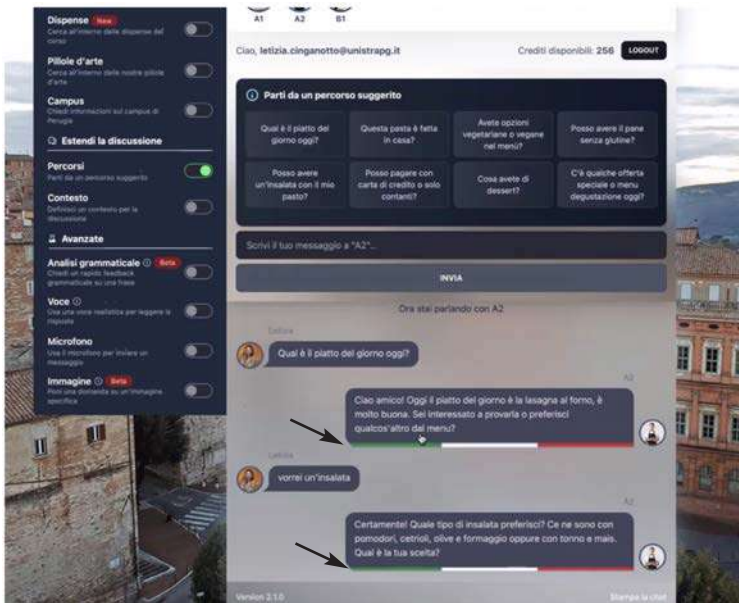 Dispense New
Cerca all'interno delle dispense del
corso
Pillole d'arte
Cerca all'interno delle nostre pillole
d'arte
Campus
Chiedi informazioni sul campus di
Perugia
Estendi la discussione
Percorsi
Parti da un percorso suggerito
Contesto
Definisci un contesto per la
discussione
Avanzate
Analisi grammaticale Beta
Chiedi un rapido feedback
grammaticale su una frase
Voce
Usa una voce realistica per leggere le
risposte
Microfono
Usa il microfono per inviare un
messaggio
Immagine Beta
Poni una domanda su un'immagine
specifica
A1 A2 B1
Ciao, letizia.cinganotto@unistrapg.it Crediti disponibili: 256 LOGOUT
Parti da un percorso suggerito
Qual è il piatto del
giorno oggi?
Questa pasta è fatta
in casa?
Avete opzioni
vegetariane o vegane
nel menù?
Posso avere il pane
senza glutine?
Posso avere
un'insalata con il mio
pasto?
Posso pagare con
carta di credito o solo
contanti?
Cosa avete di
dessert?
C'è qualche offerta
speciale o menu
degustazione oggi?
Scrivi il tuo messaggio a "A2"...
INVIA
Ora stai parlando con A2
Letizia
Qual è il piatto del giorno oggi?
A2
Ciao amico! Oggi il piatto del giorno è la lasagna al forno, è
molto buona. Sei interessato a provarla o preferisci
qualcos'altro dal menu?
Letizia
vorrei un'insalata
A2
Certamente! Quale tipo di insalata preferisci? Ce ne sono con
pomodori, cetrioli, olive e formaggio oppure con tonno e mais.
Qual è la tua scelta?
Version 2.1.0 Stampa la chat